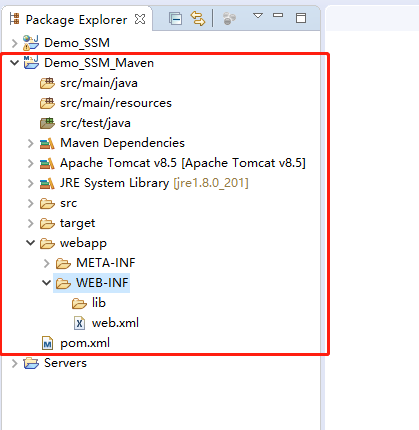 Package Explorer
Demo_SSM
Demo_SSM_Maven
src/main/java
src/main/resources
src/test/java
Maven Dependencies
Apache Tomcat v8.5 [Apache Tomcat v8.5]
JRE System Library [jre1.8.0_201]
src
target
webapp
META-INF
WEB-INF
lib
web.xml
pom.xml
Servers